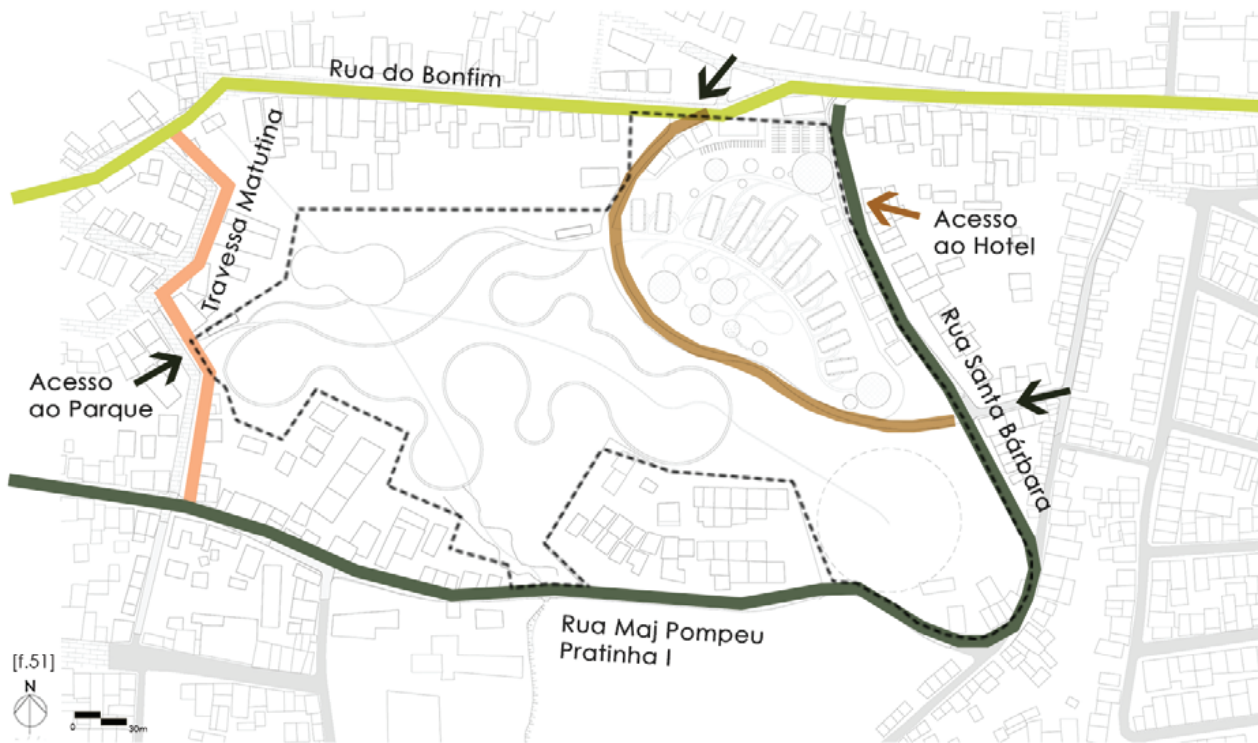 Rua do Bonfim
Travessa Matutina
Acesso
ao Hotel
Rua Santa Bárbara
Acesso
ao Parque
Rua Maj Pompeu
Pratinha I
[f.51]
N
0 30m